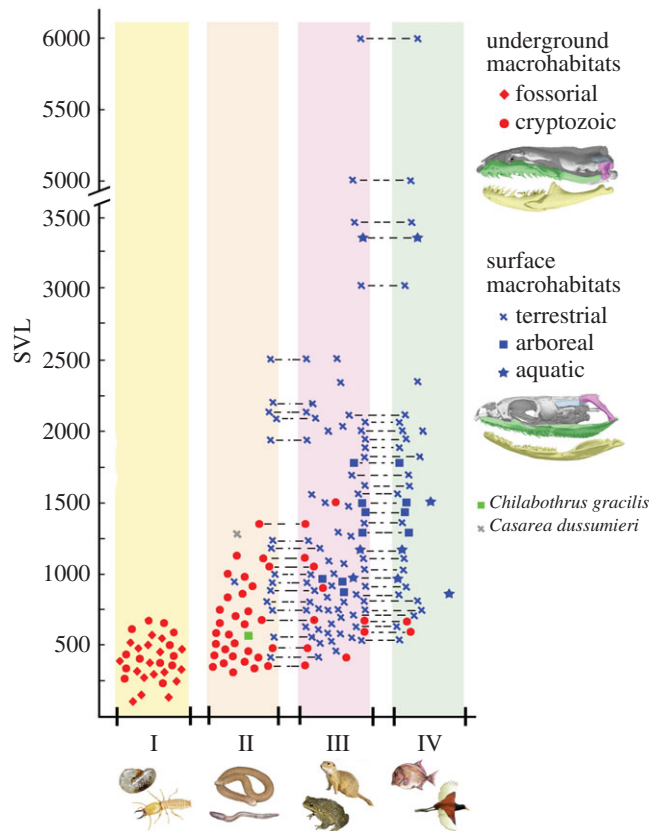 6000
5500
5000
3500
3000
2500
2000
1500
1000
500
SVL
I II III IV
underground
macrohabitats
fossorial
cryptozoic
surface
macrohabitats
terrestrial
arboreal
aquatic
Chilabothrus gracilis
Casarea dussumieri